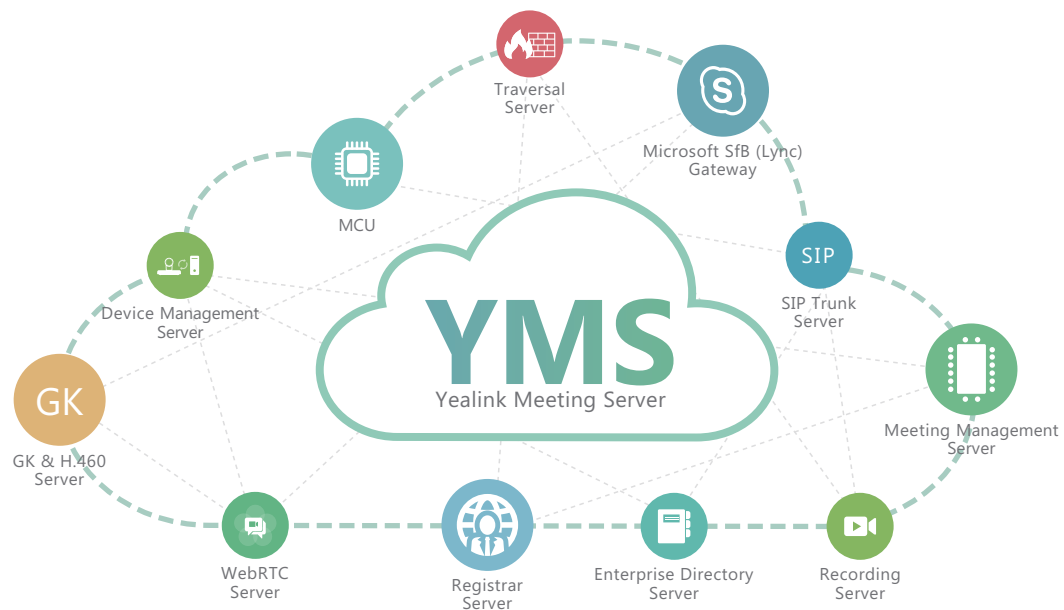 Traversal
Server
S
Microsoft SfB (Lync)
Gateway
MCU
SIP
SIP Trunk
Server
Device Management
Server
YMS
Yealink Meeting Server
GK
GK & H.460
Server
Meeting Management
Server
WebRTC
Server
Registrar
Server
Enterprise Directory
Server
Recording
Server